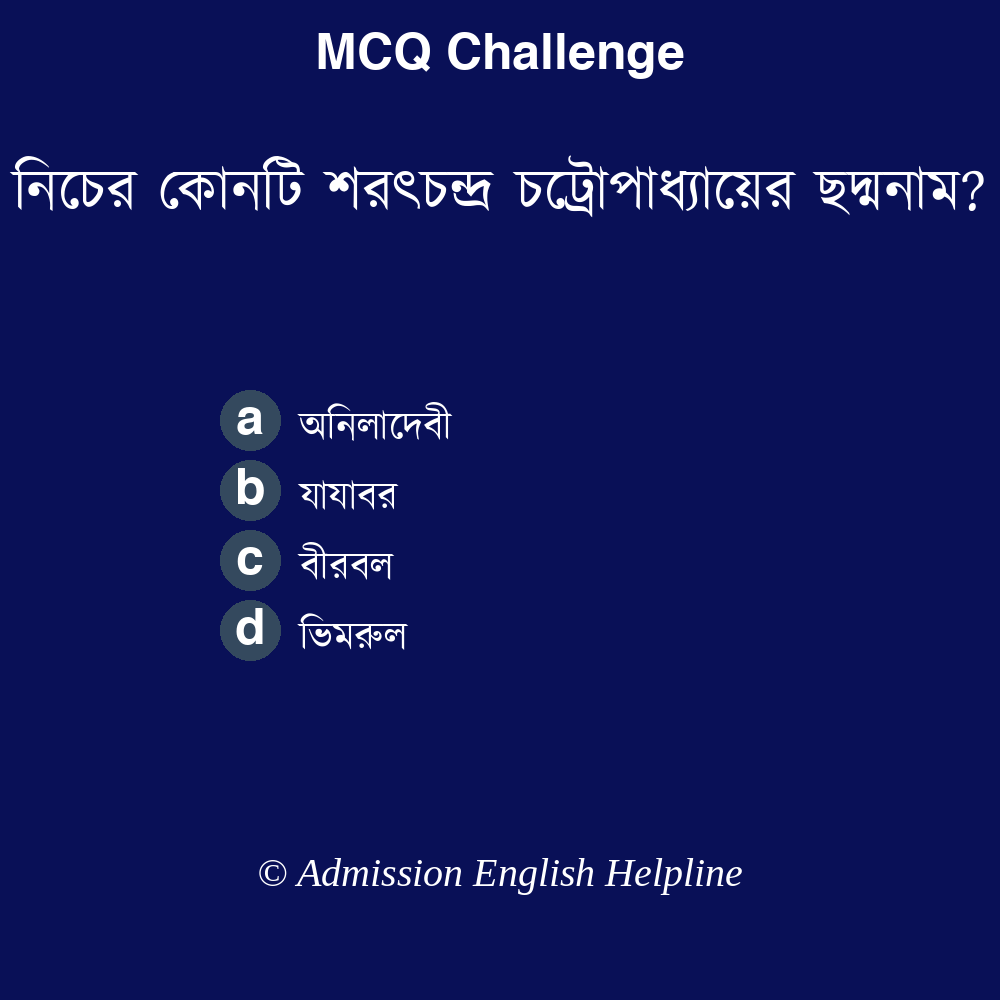 MCQ Challenge
নিচের কোনটি শরৎচন্দ্র চট্রোপাধ্যায়ের ছদ্মনাম?
a অনিলাদেবী
b যাযাবর
c বীরবল
d ভিমরুল
© Admission English Helpline